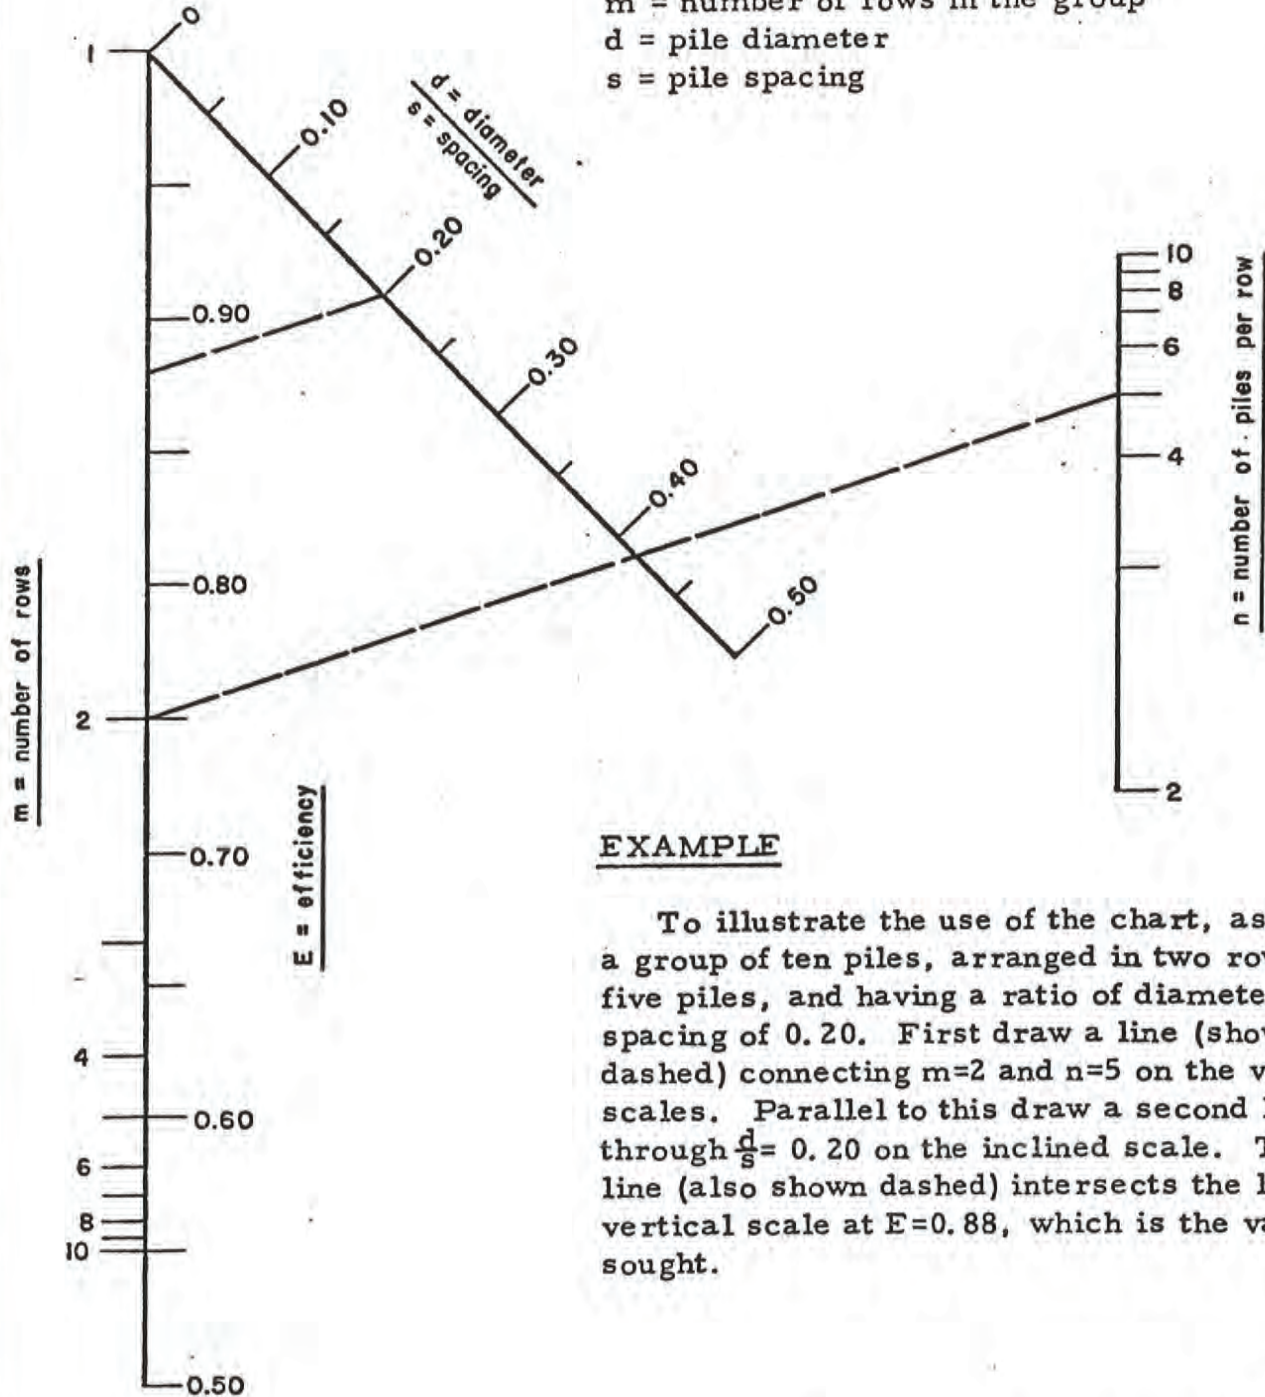 m = number of rows in the group
d = pile diameter
s = pile spacing
0
1
0.10
d = diameter
s = spacing
0.20
0.90
0.30
0.40
0.80
0.50
2
0.70
4
0.60
6
8
10
0.50
m = number of rows
E = efficiency
10
8
6
4
2
n = number of piles per row
EXAMPLE
To illustrate the use of the chart, as
a group of ten piles, arranged in two
five piles, and having a ratio of
spacing of 0.20. First draw a line
dashed) connecting m=2 and n=5 on the
scales. Parallel to this draw a second
through d/s = 0.20 on the inclined scale.
line (also shown dashed) intersects the
vertical scale at E=0.88, which is the
sought.